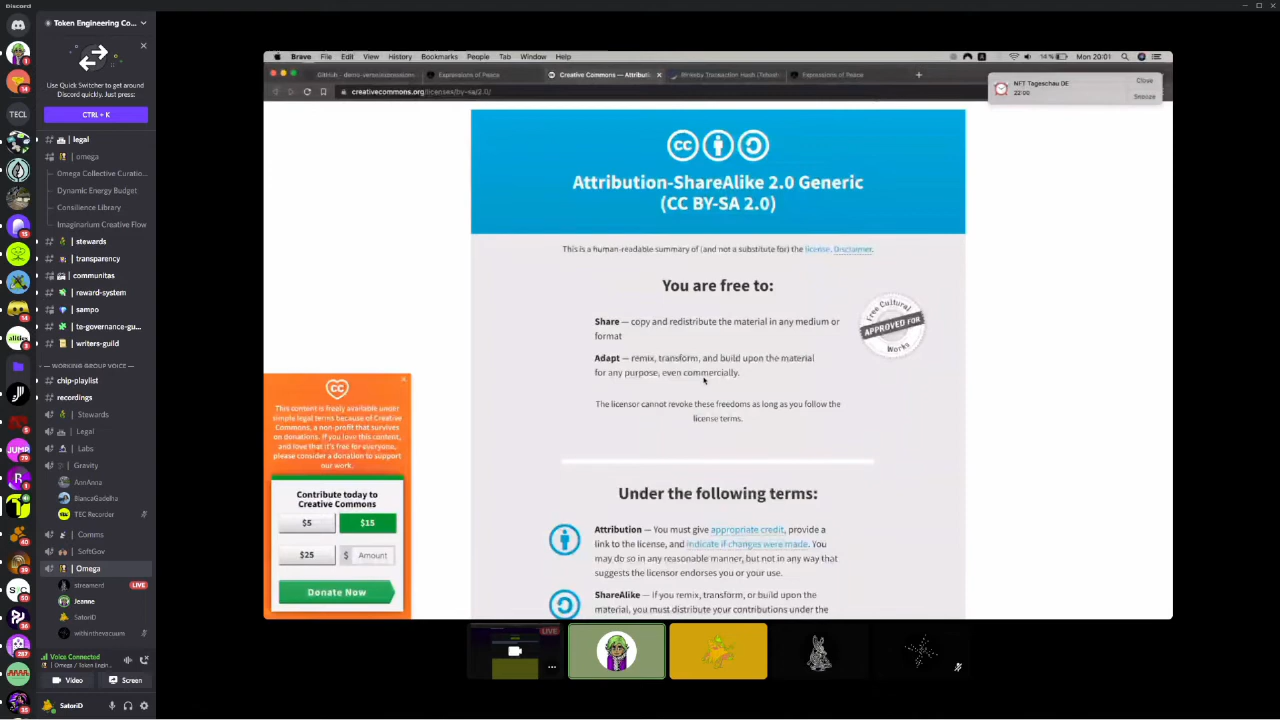 Discord
Token Engineering Co...
Use Quick Switcher to get around
Discord quickly. Just press:
CTRL + K
TECL
legal
omega
Omega Collective Curatio...
Dynamic Energy Budget
Consilience Library
Imaginarium Creative Flow
stewards
transparency
communitas
reward-system
sampo
te-governance-gu...
writers-guild
WORKING GROUP VOICE
chip-playlist
recordings
Stewards
Legal
Labs
Gravity
AnnAnna
BiancaGadelha
TEC Recorder
Comms
SoftGov
Omega
streamerd
LIVE
Jeanne
SatoriD
withinthevacuum
Voice Connected
Omega / Token Engin...
Video
Screen
SatoriD
Brave File Edit View History Bookmarks People Tab Window Help
14% Mon 20:01
Expressions of Peace
Creative Commons — Attributi
Expressions of Peace
creativecommons.org/licenses/by-sa/2.0/
NFT Tageschau DE
22:00
Close
Snooze
Attribution-ShareAlike 2.0 Generic
(CC BY-SA 2.0)
This is a human-readable summary of (and not a substitute for) the license. Disclaimer.
You are free to:
Share — copy and redistribute the material in any medium or
format
Adapt — remix, transform, and build upon the material
for any purpose, even commercially.
The licensor cannot revoke these freedoms as long as you follow the
license terms.
Free Cultural
APPROVED FOR
Works
Under the following terms:
Attribution — You must give appropriate credit, provide a
link to the license, and indicate if changes were made. You
may do so in any reasonable manner, but not in any way that
suggests the licensor endorses you or your use.
ShareAlike — If you remix, transform, or build upon the
material, you must distribute your contributions under the
This content is freely available under
simple legal terms because of Creative
Commons, a non-profit that survives
on donations. If you love this content,
and love that it's free for everyone,
please consider a donation to support
our work.
Contribute today to
Creative Commons
$5
$15
$25
$ Amount
Donate Now
LIVE